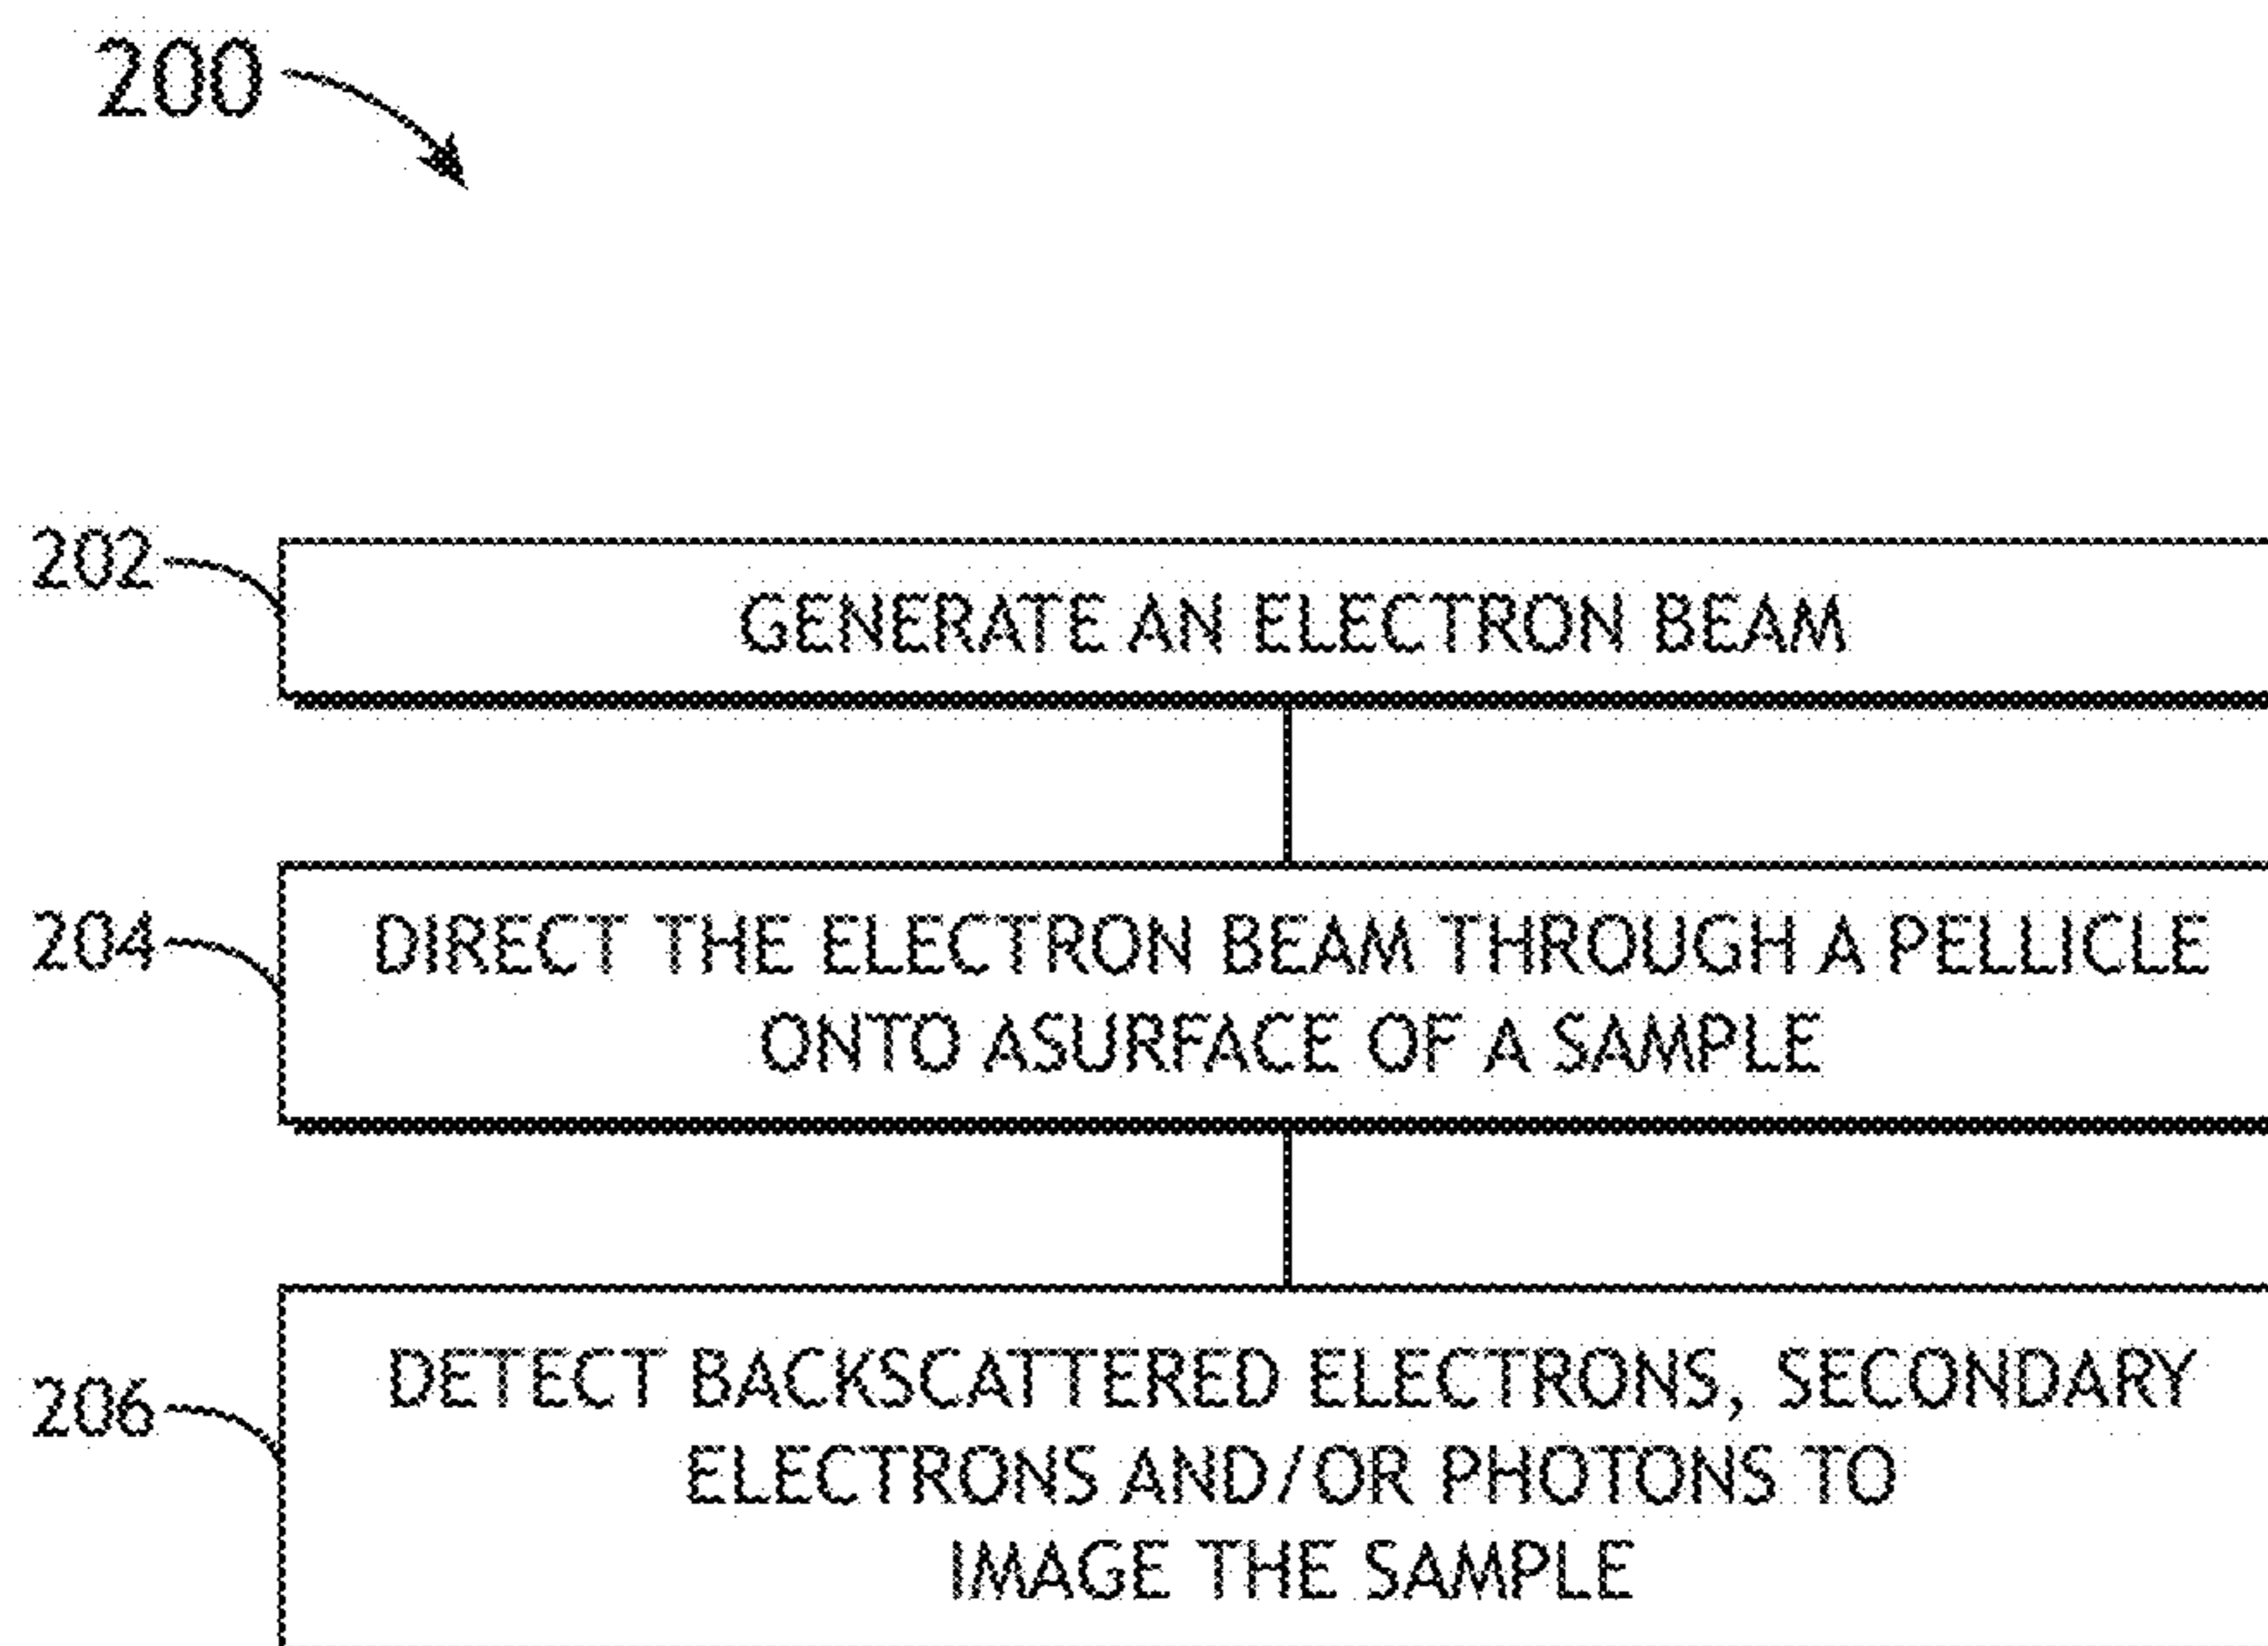 200
202
GENERATE AN ELECTRON BEAM
204
DIRECT THE ELECTRON BEAM THROUGH A PELLICLE
ONTO ASURFACE OF A SAMPLE
206
DETECT BACKSCATTERED ELECTRONS, SECONDARY
ELECTRONS AND/OR PHOTONS TO
IMAGE THE SAMPLE